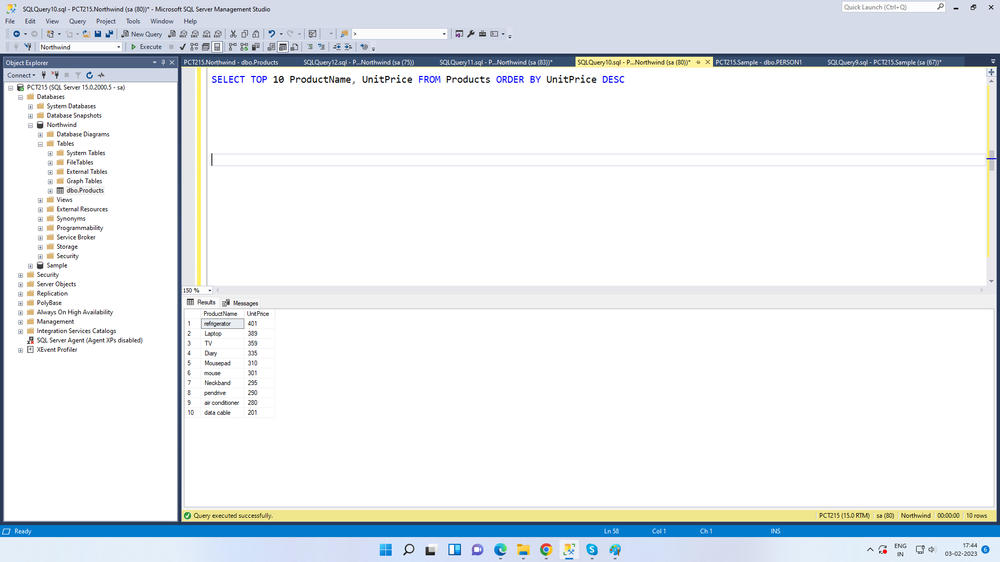 SQLQuery10.sql - PCT215.Northwind (sa (80))* - Microsoft SQL Server Management Studio
Quick Launch (Ctrl+Q)
File Edit View Query Project Tools Window Help
New Query
MDX DMX XMLA DAX
>
Northwind
Execute
Object Explorer
PCT215.Northwind - dbo.Products
SQLQuery12.sql - P...Northwind (sa (75))
SQLQuery11.sql - P...Northwind (sa (83))*
SQLQuery10.sql - P...Northwind (sa (80))*
PCT215.Sample - dbo.PERSON1
SQLQuery9.sql - PCT215.Sample (sa (67))*
Connect
PCT215 (SQL Server 15.0.2000.5 - sa)
Databases
System Databases
Database Snapshots
Northwind
Database Diagrams
Tables
System Tables
FileTables
External Tables
Graph Tables
dbo.Products
Views
External Resources
Synonyms
Programmability
Service Broker
Storage
Security
Sample
Security
Server Objects
Replication
PolyBase
Always On High Availability
Management
Integration Services Catalogs
SQL Server Agent (Agent XPs disabled)
XEvent Profiler
SELECT TOP 10 ProductName, UnitPrice FROM Products ORDER BY UnitPrice DESC
150 %
Results Messages
ProductName UnitPrice
1 refrigerator 401
2 Laptop 389
3 TV 359
4 Diary 335
5 Mousepad 310
6 mouse 301
7 Neckband 295
8 pendrive 290
9 air conditioner 280
10 data cable 201
Query executed successfully.
PCT215 (15.0 RTM) sa (80) Northwind 00:00:00 10 rows
Ready
Ln 58 Col 1 Ch 1 INS
ENG
IN
17:44
03-02-2023
6